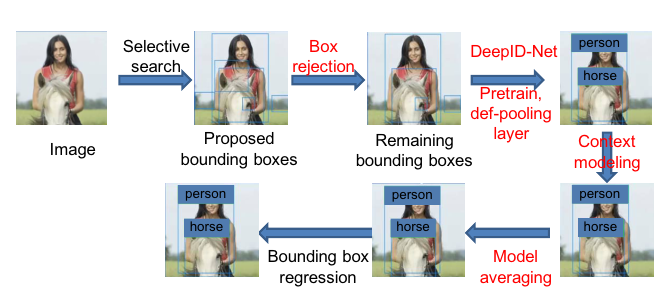 Selective
search
Box
rejection
DeepID-Net
Pretrain,
def-pooling
layer
person
horse
Image
Proposed
bounding boxes
Remaining
bounding boxes
Context
modeling
person
horse
Model
averaging
person
horse
Bounding box
regression
person
horse